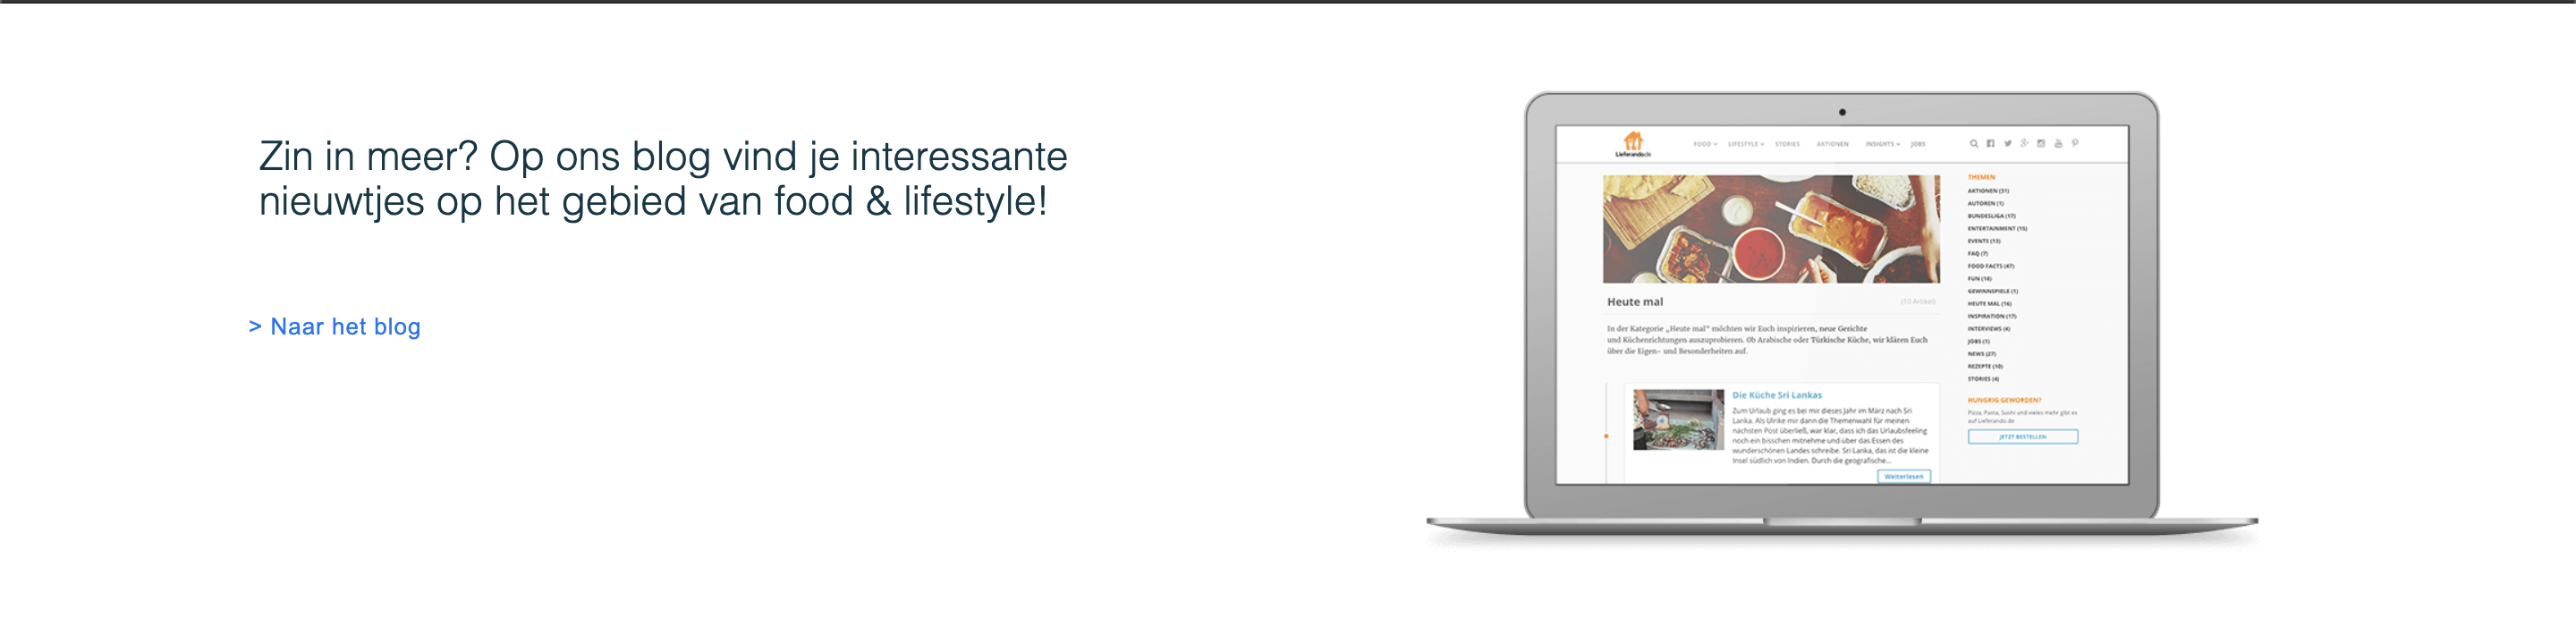 Zin in meer? Op ons blog vind je interessante
nieuwtjes op het gebied van food & lifestyle!
> Naar het blog
Lieferando.de
FOOD
LIFESTYLE
STORIES
AKTIONEN
INSIGHTS
JOBS
Heute mal
(10 Artikel)
In der Kategorie „Heute mal“ möchten wir Euch inspirieren, neue Gerichte
und Küchenrichtungen auszuprobieren. Ob Arabische oder Türkische Küche, wir klären Euch
über die Eigen- und Besonderheiten auf.
Die Küche Sri Lankas
Zum Urlaub ging es bei mir dieses Jahr im März nach Sri
Lanka. Als Ulrike mir dann die Themenwahl für meinen
nächsten Post überließ, war klar, dass ich das Urlaubsfeeling
noch ein bisschen mitnehme und über das Essen des
wunderschönen Landes schreibe. Sri Lanka, das ist die kleine
Insel südlich von Indien. Durch die geografische...
Weiterlesen
THEMEN
AKTIONEN (31)
AUTOREN (1)
BUNDESLIGA (17)
ENTERTAINMENT (15)
EVENTS (13)
FAQ (7)
FOOD FACTS (47)
FUN (18)
GEWINNSPIELE (1)
HEUTE MAL (16)
INSPIRATION (17)
INTERVIEWS (4)
JOBS (1)
NEWS (27)
REZEPTE (10)
STORIES (4)
HUNGRIG GEWORDEN?
Pizza, Pasta, Sushi und vieles mehr gibt es
auf Lieferando.de
JETZT BESTELLEN